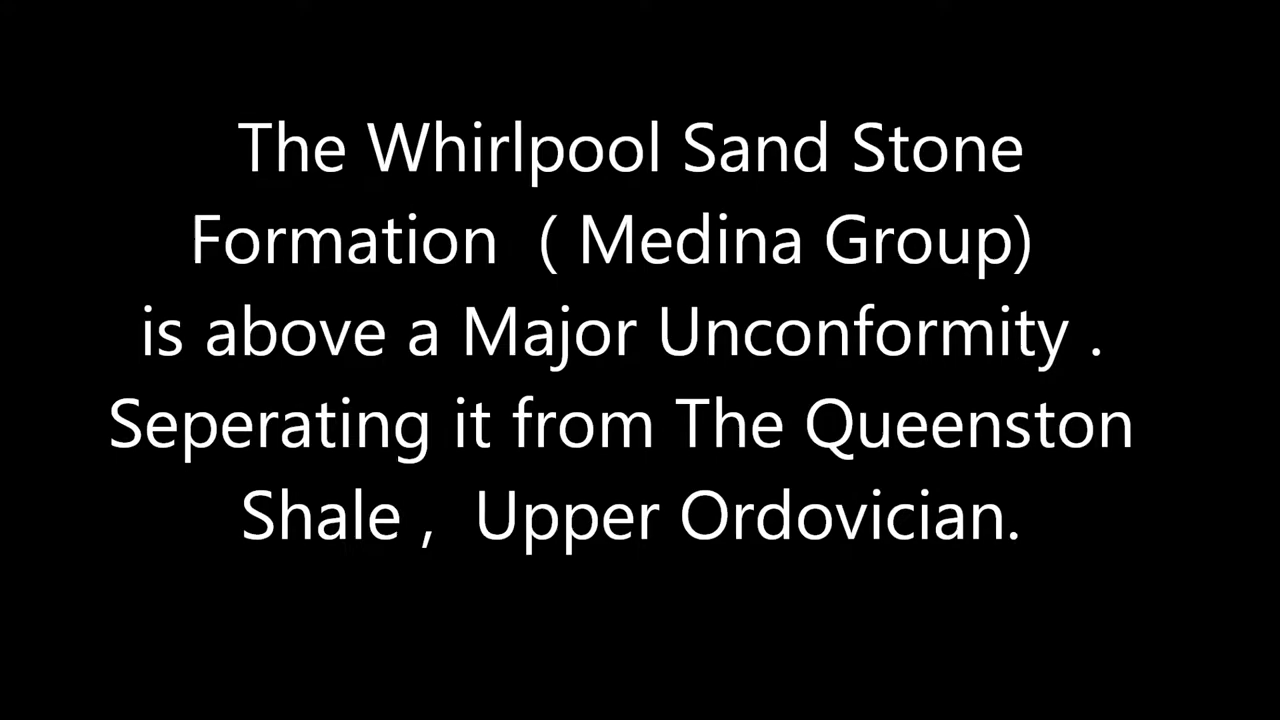 The Whirlpool Sand Stone
Formation ( Medina Group)
is above a Major Unconformity .
Seperating it from The Queenston
Shale , Upper Ordovician.